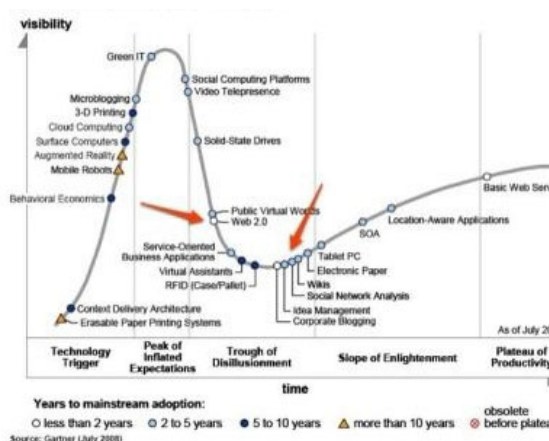 visibility
Green IT
Social Computing Platforms
Video Telepresence
Microblogging
3-D Printing
Cloud Computing
Surface Computers
Augmented Reality
Mobile Robots
Solid-State Drives
Behavioral Economics
Public Virtual Worlds
Web 2.0
Basic Web Serv
Location-Aware Applications
SOA
Service-Oriented
Business Applications
Tablet PC
Virtual Assistants
Electronic Paper
RFID (Case/Pallet)
Wikis
Social Network Analysis
Idea Management
Corporate Blogging
Context Delivery Architecture
Erasable Paper Printing Systems
As of July 20
Technology
Trigger
Peak of
Inflated
Expectations
Trough of
Disillusionment
Slope of Enlightenment
Plateau of
Productivity
time
Years to mainstream adoption:
less than 2 years
2 to 5 years
5 to 10 years
more than 10 years
obsolete
before platea
Source: Gartner (July 2008)